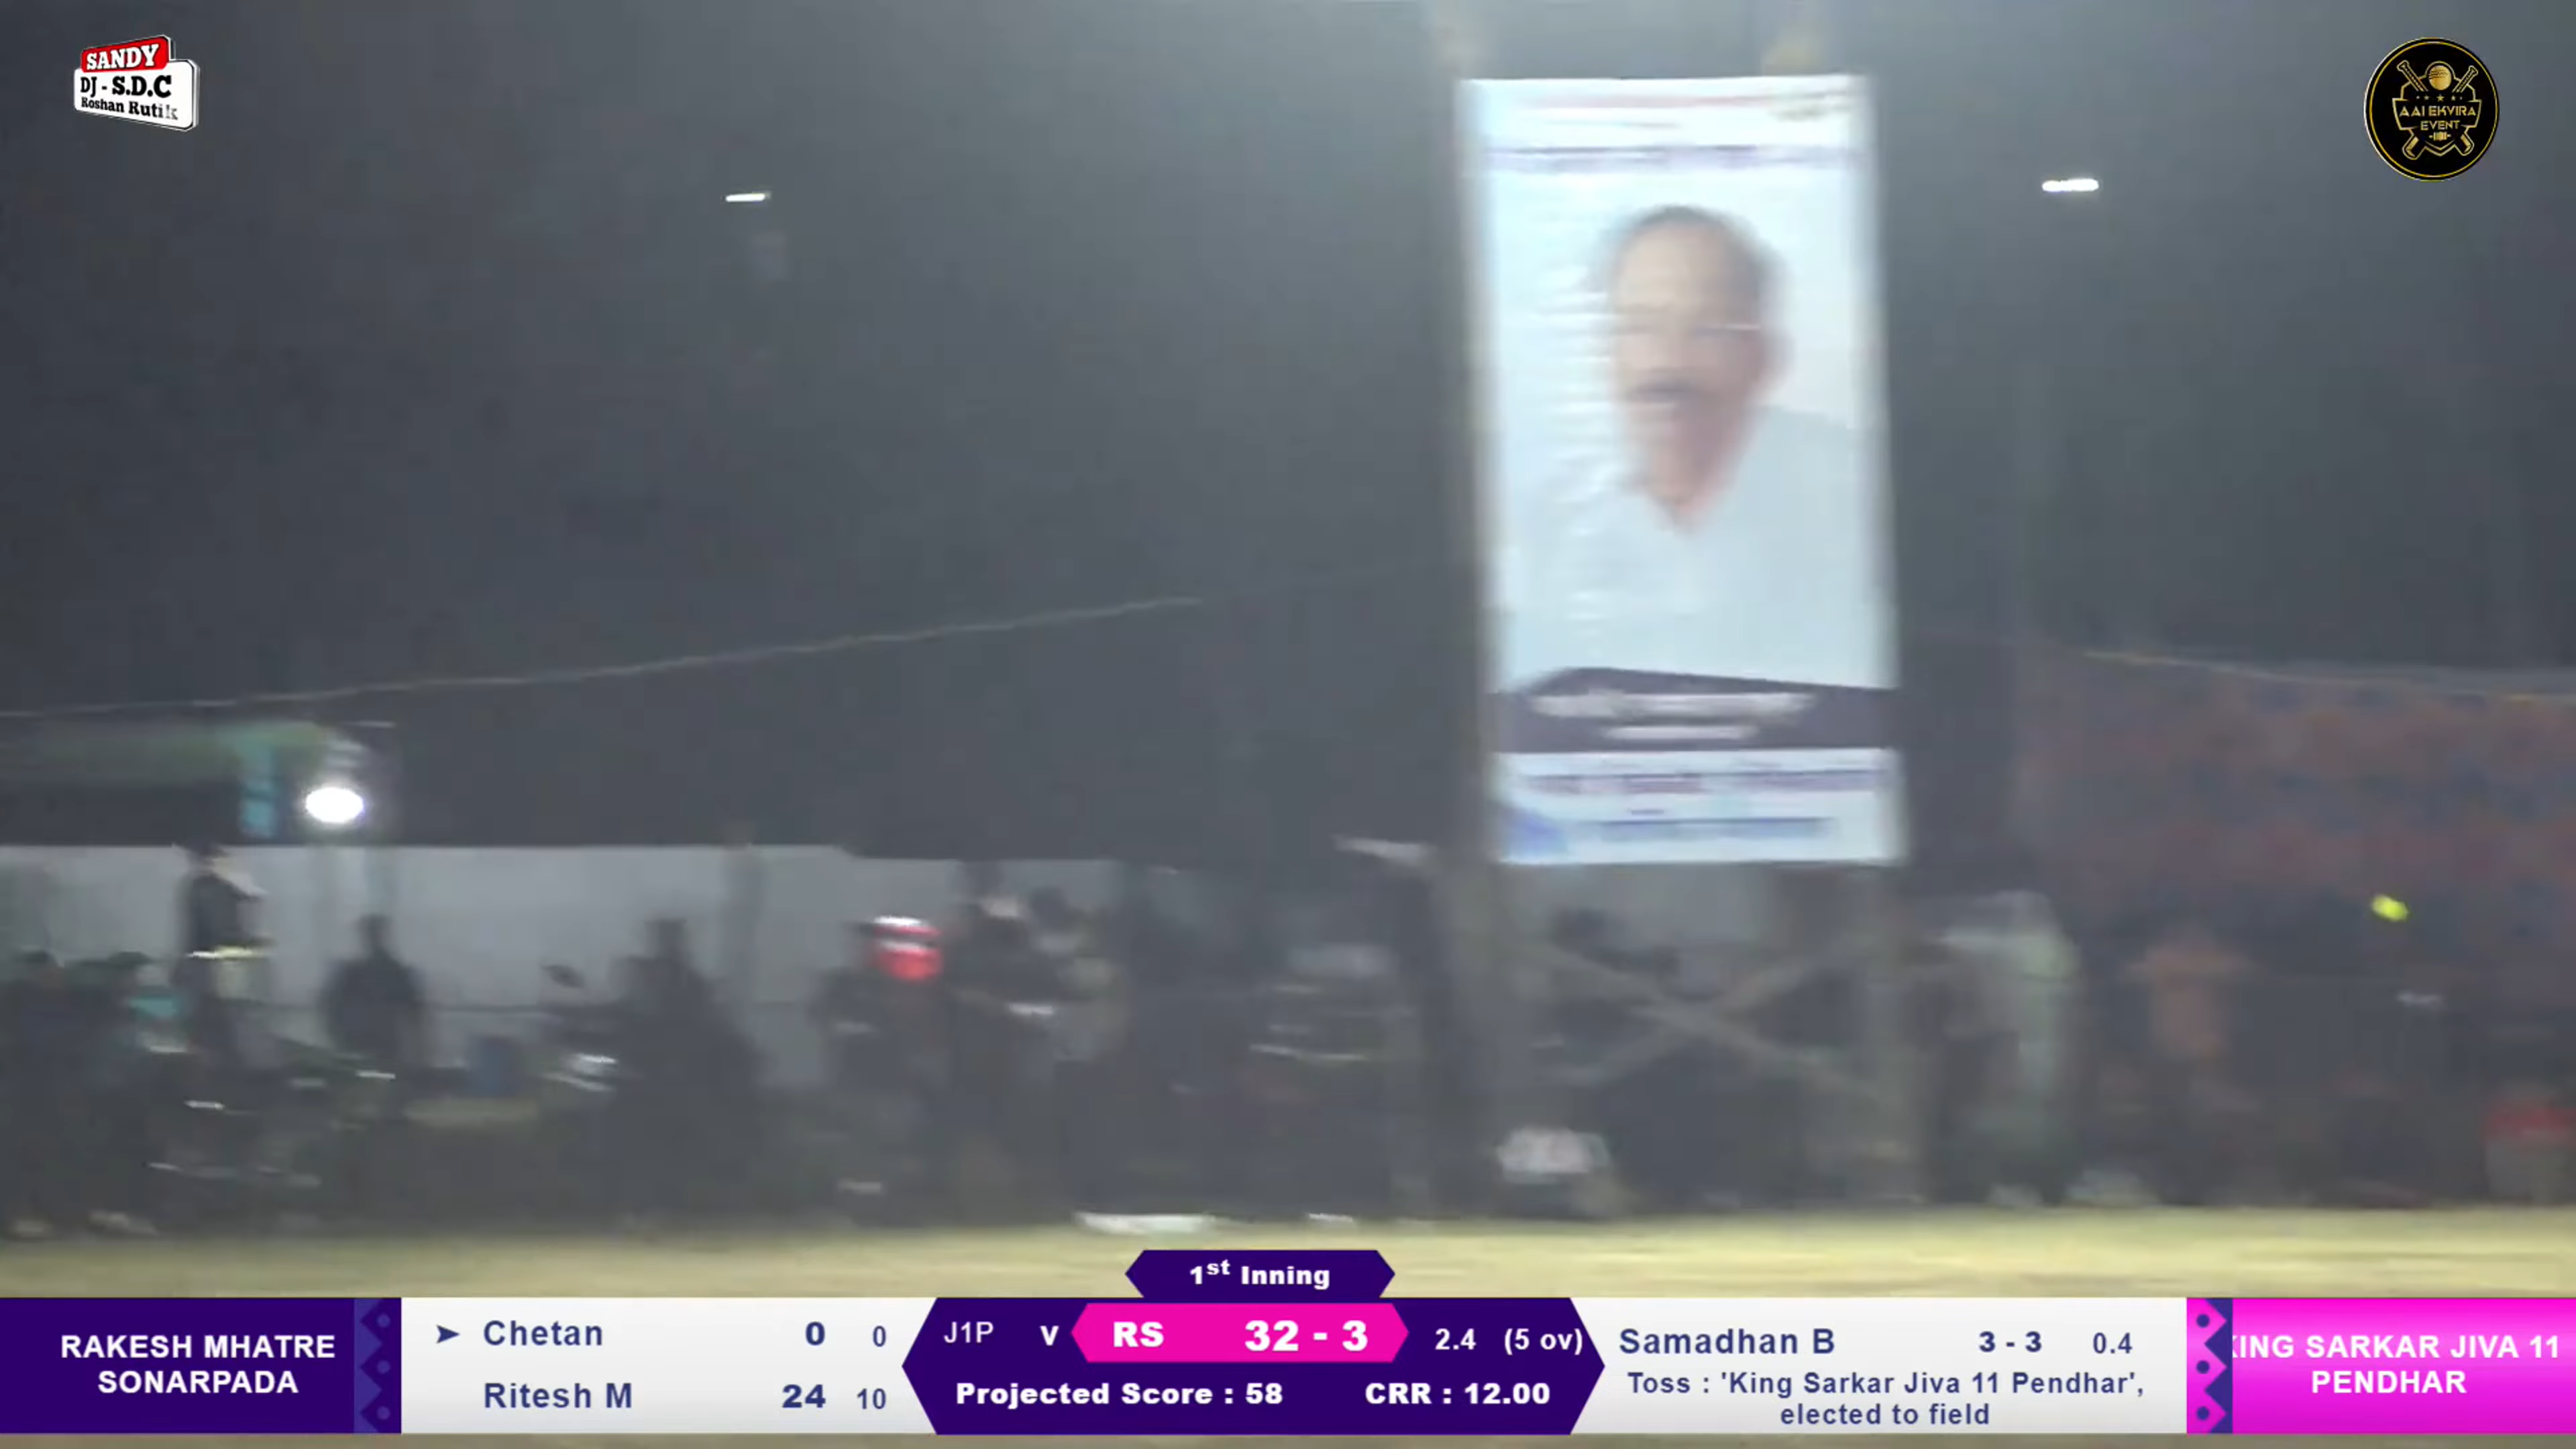 SANDY
DJ - S.D.C
Roshan Rutik
AAI EKVIRA
EVENT
1st Inning
RAKESH MHATRE
SONARPADA
Chetan 0 0
Ritesh M 24 10
J1P v RS 32 - 3 2.4 (5 ov)
Projected Score : 58 CRR : 12.00
Samadhan B 3 - 3 0.4
Toss : 'King Sarkar Jiva 11 Pendhar',
elected to field
KING SARKAR JIVA 11
PENDHAR